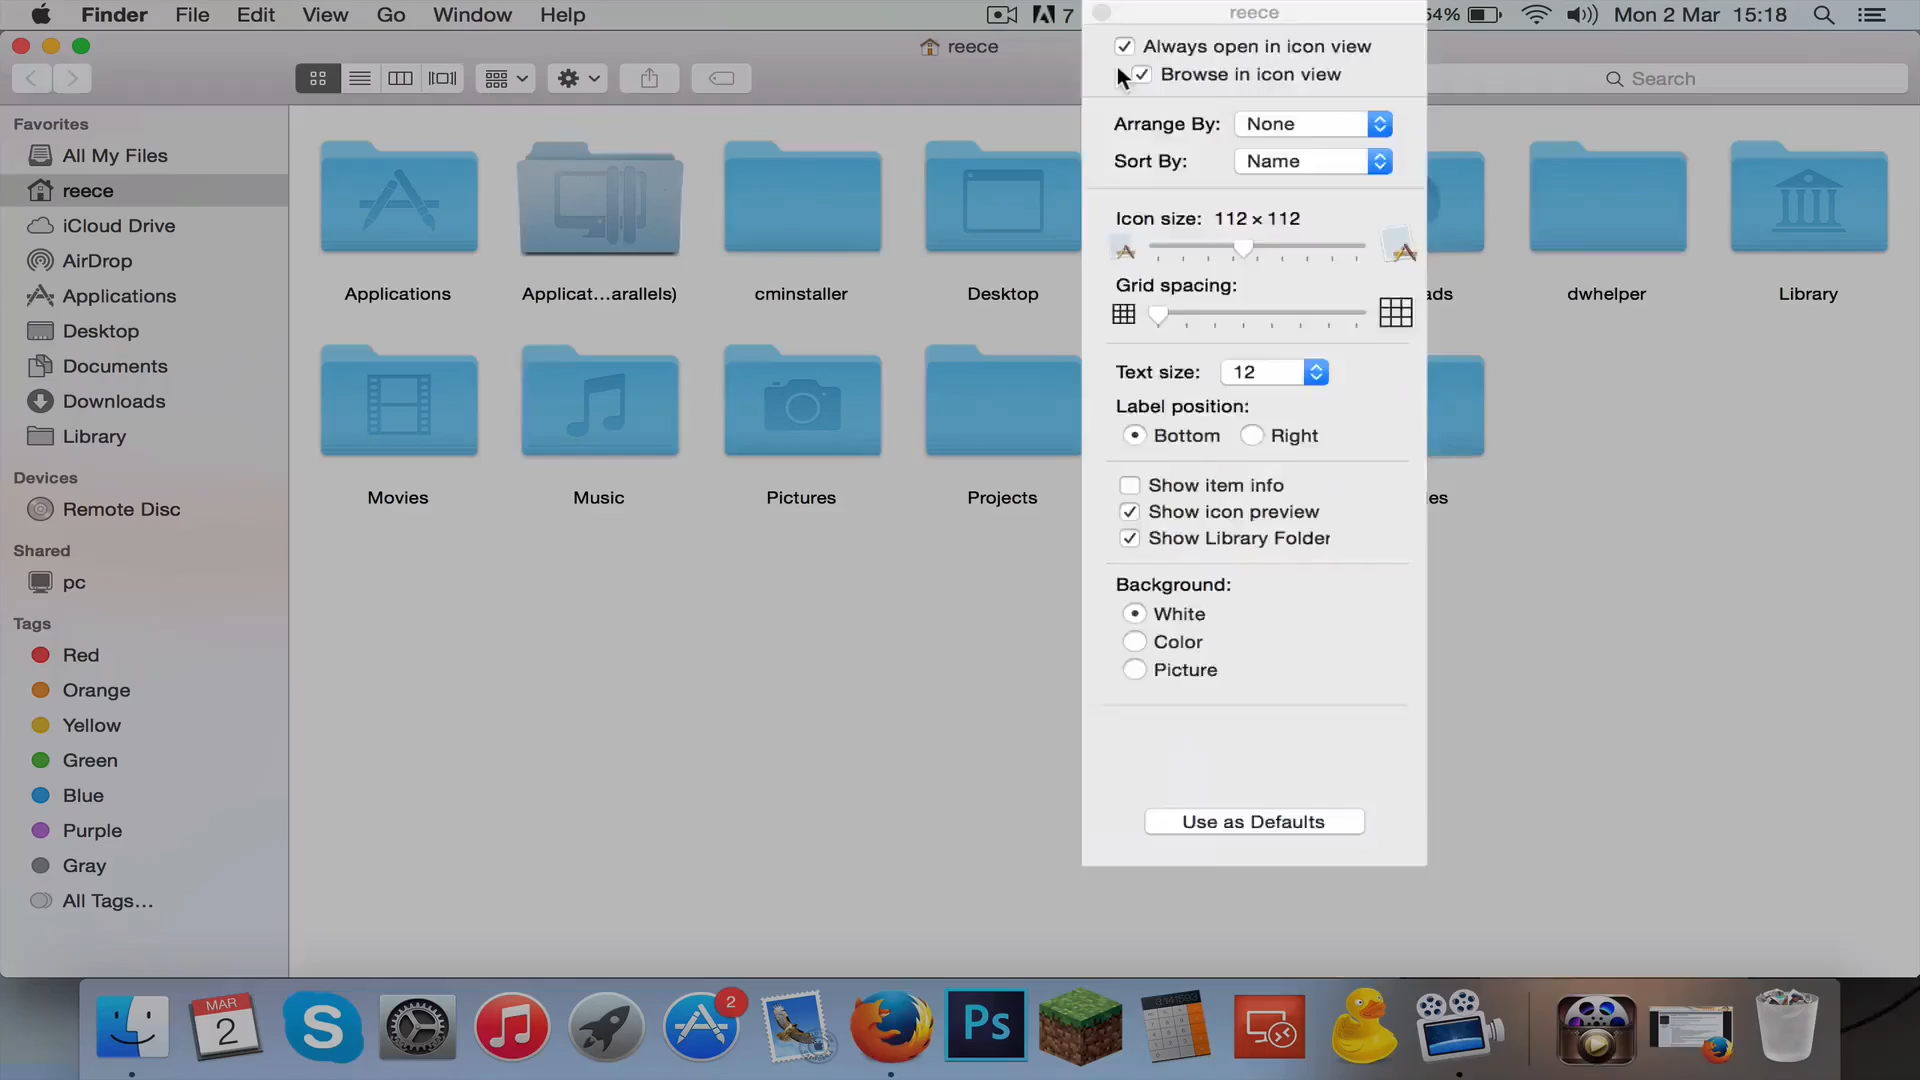 Finder File Edit View Go Window Help
7
54% Mon 2 Mar 15:18
reece
Search
Favorites
All My Files
reece
iCloud Drive
AirDrop
Applications
Desktop
Documents
Downloads
Library
Devices
Remote Disc
Shared
pc
Tags
Red
Orange
Yellow
Green
Blue
Purple
Gray
All Tags...
Applications Applicat...arallels) cminstaller Desktop ads dwhelper Library
Movies Music Pictures Projects es
reece
Always open in icon view
Browse in icon view
Arrange By: None
Sort By: Name
Icon size: 112 × 112
Grid spacing:
Text size: 12
Label position:
Bottom Right
Show item info
Show icon preview
Show Library Folder
Background:
White
Color
Picture
Use as Defaults
MAR
2
S
2
Ps
3.141593